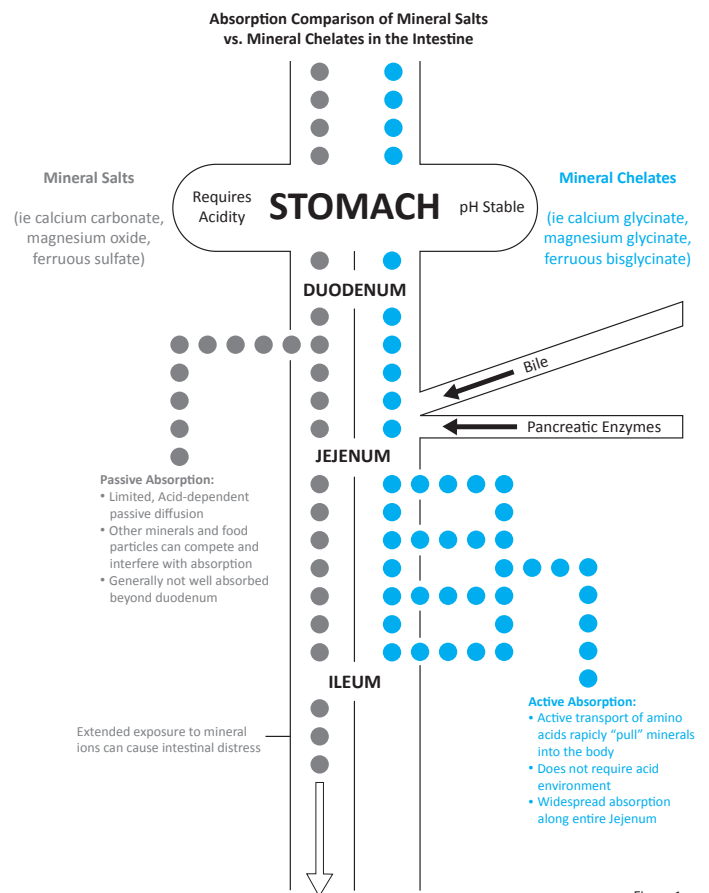 Absorption Comparison of Mineral Salts
vs. Mineral Chelates in the Intestine
Mineral Salts
(ie calcium carbonate,
magnesium oxide,
ferruous sulfate)
Requires
Acidity
STOMACH
pH Stable
Mineral Chelates
(ie calcium glycinate,
magnesium glycinate,
ferruous bisglycinate)
DUODENUM
Bile
Pancreatic Enzymes
JEJENUM
Passive Absorption:
• Limited, Acid-dependent
passive diffusion
• Other minerals and food
particles can compete and
interfere with absorption
• Generally not well absorbed
beyond duodenum
ILEUM
Extended exposure to mineral
ions can cause intestinal distress
Active Absorption:
• Active transport of amino
acids rapicly “pull” minerals
into the body
• Does not require acid
environment
• Widespread absorption
along entire Jejenum